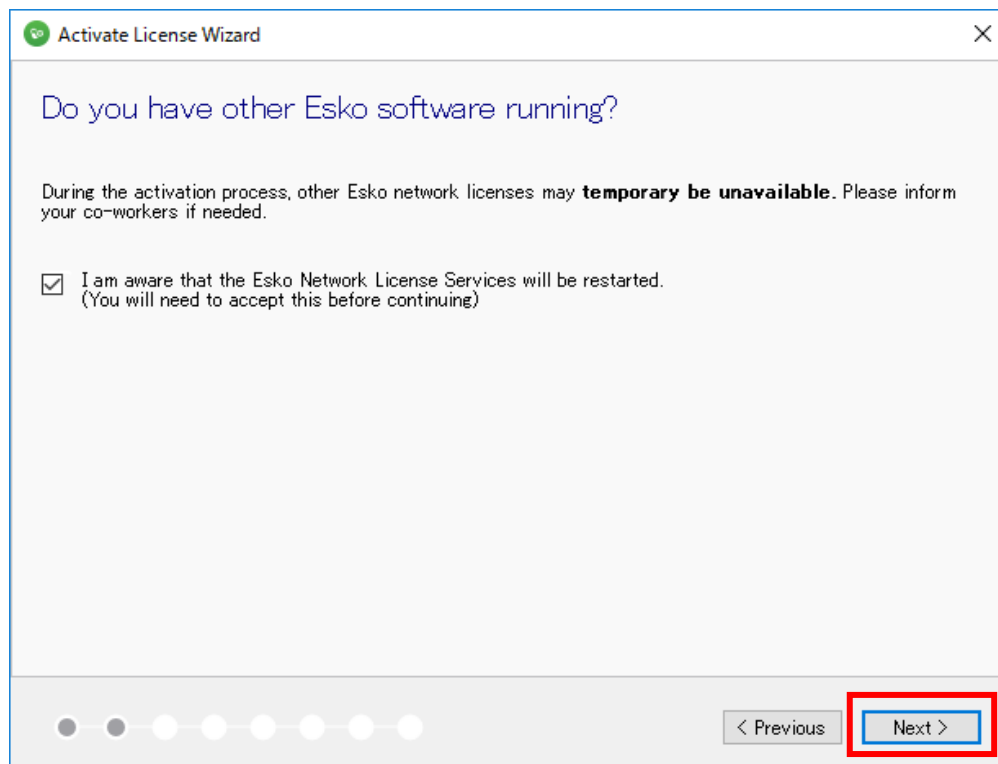 Activate License Wizard
Do you have other Esko software running?
During the activation process, other Esko network licenses may temporary be unavailable. Please inform
your co-workers if needed.
I am aware that the Esko Network License Services will be restarted.
(You will need to accept this before continuing)
< Previous
Next >